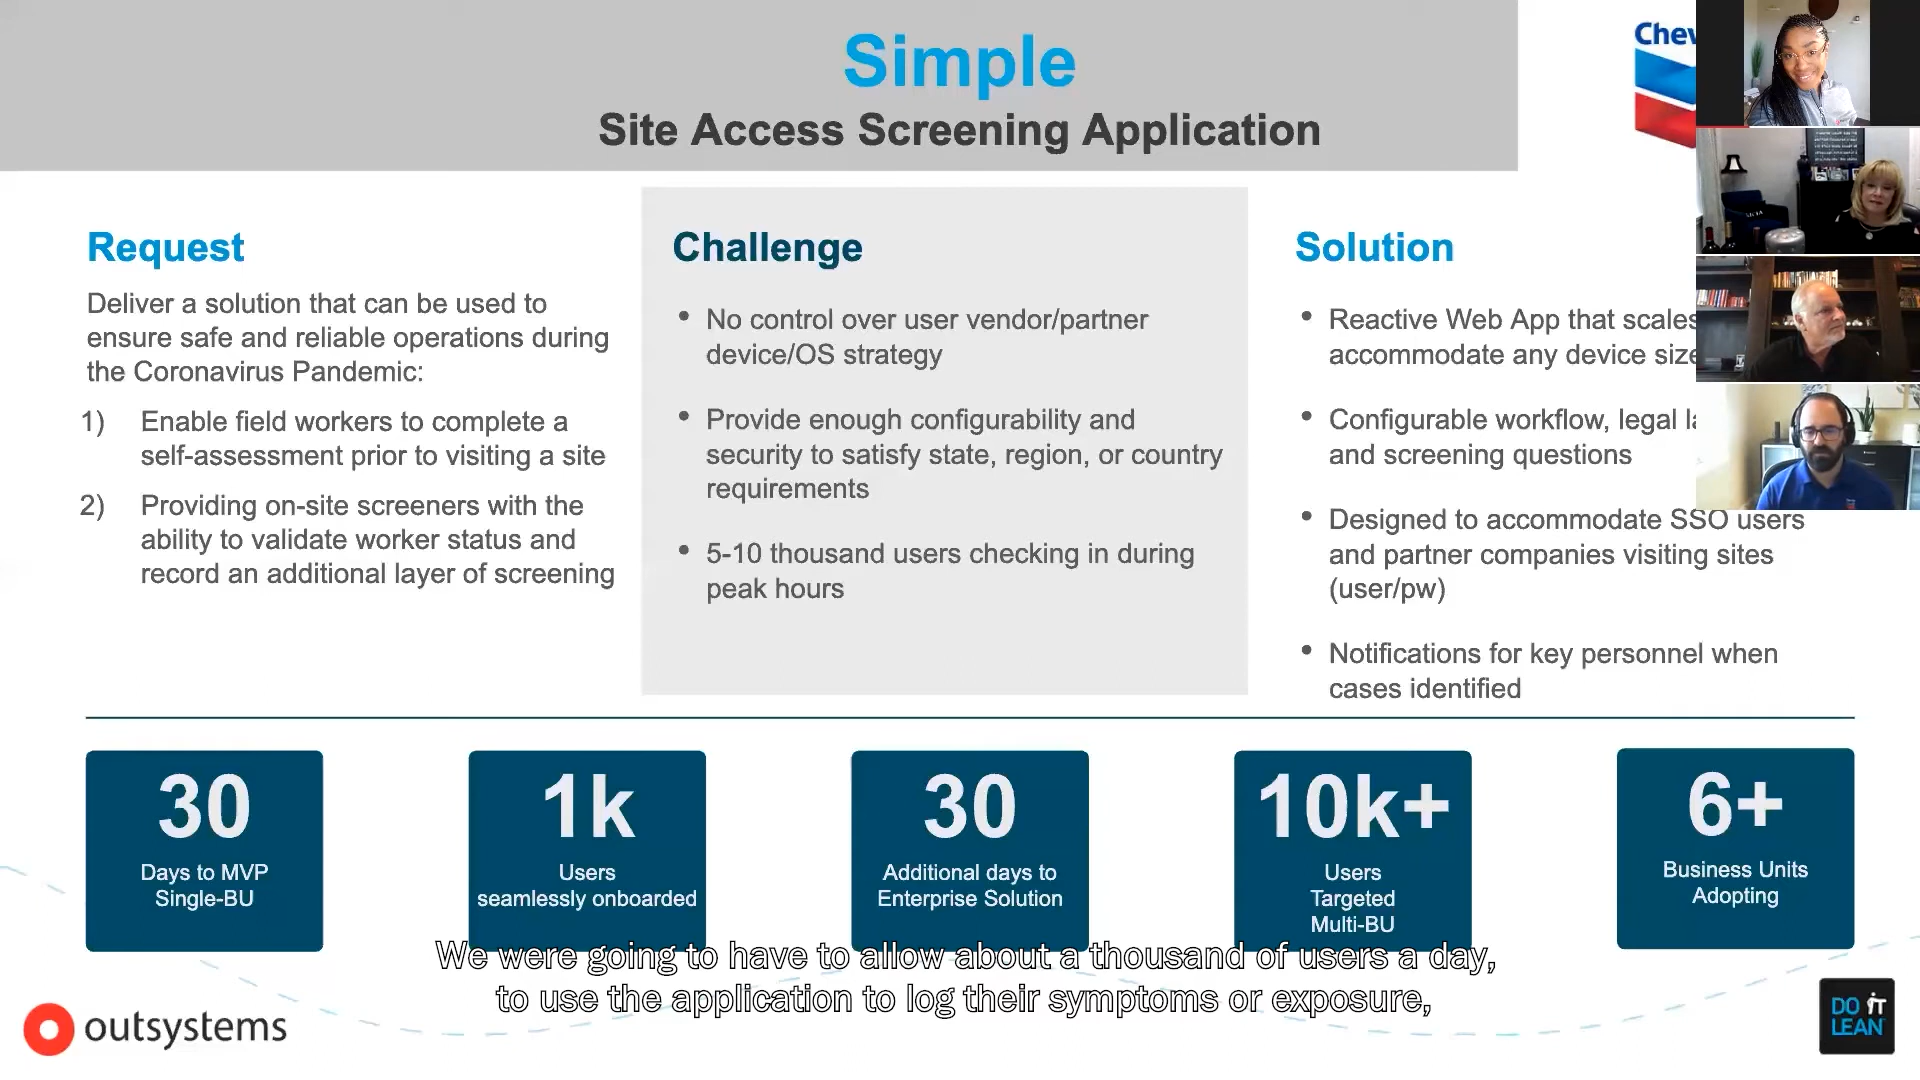 Simple
Site Access Screening Application
Chev
Request
Deliver a solution that can be used to
ensure safe and reliable operations during
the Coronavirus Pandemic:
1) Enable field workers to complete a
self-assessment prior to visiting a site
2) Providing on-site screeners with the
ability to validate worker status and
record an additional layer of screening
Challenge
• No control over user vendor/partner
device/OS strategy
• Provide enough configurability and
security to satisfy state, region, or country
requirements
• 5-10 thousand users checking in during
peak hours
Solution
• Reactive Web App that scales
accommodate any device size
• Configurable workflow, legal la
and screening questions
• Designed to accommodate SSO users
and partner companies visiting sites
(user/pw)
• Notifications for key personnel when
cases identified
30
Days to MVP
Single-BU
1k
Users
seamlessly onboarded
30
Additional days to
Enterprise Solution
10k+
Users
Targeted
Multi-BU
6+
Business Units
Adopting
We were going to have to allow about a thousand of users a day,
to use the application to log their symptoms or exposure,
outsystems
DO IT
LEAN